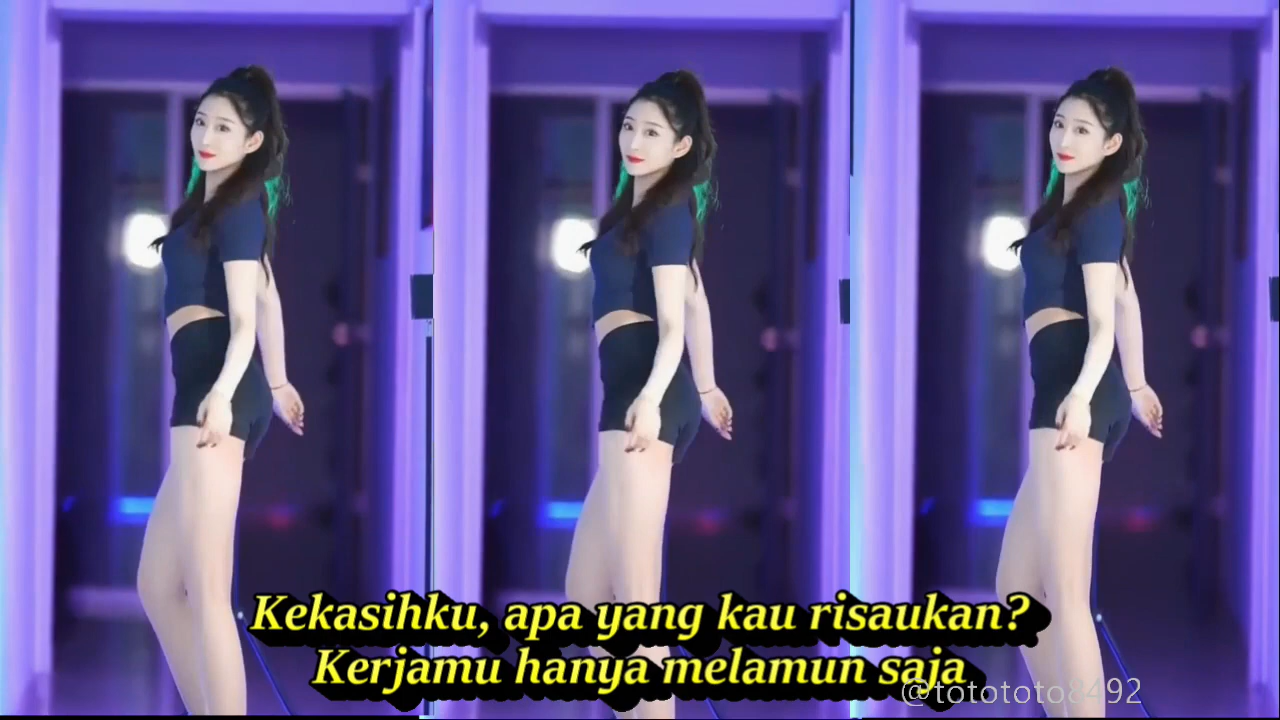 Kekasihku, apa yang kau risaukan?
Kerjamu hanya melamun saja
@totototo8492